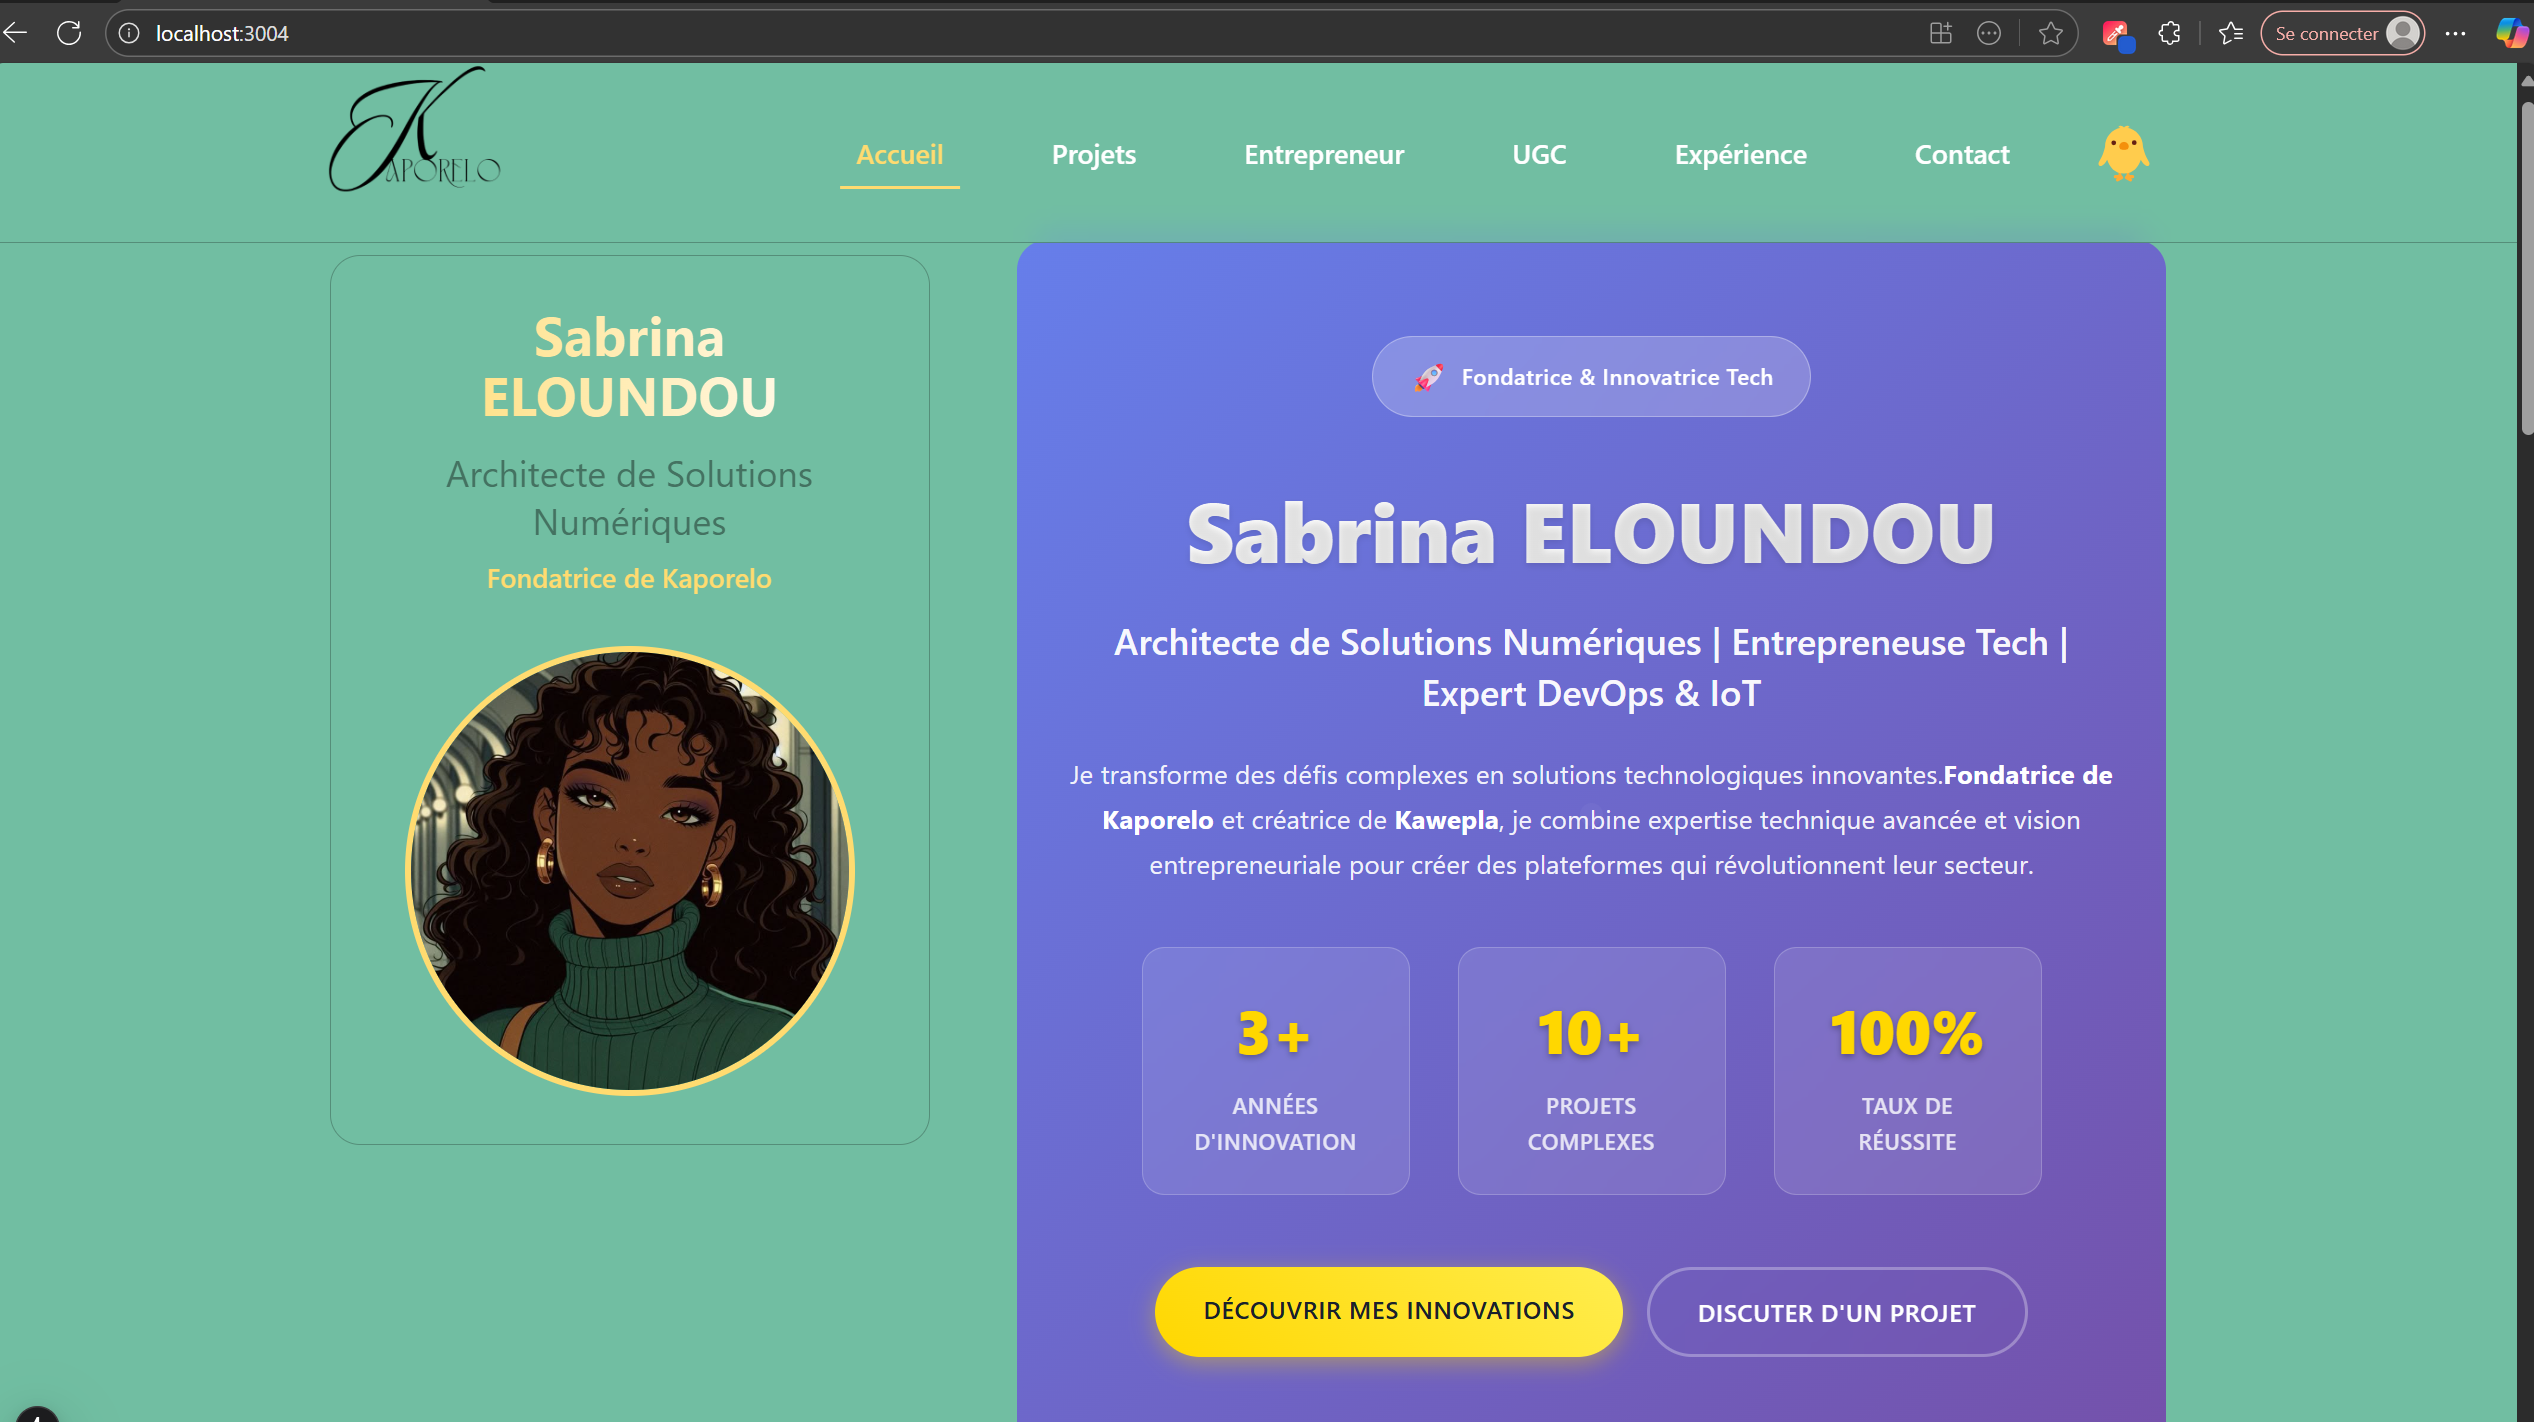 localhost:3004
Se connecter
KAPORELO
Accueil
Projets
Entrepreneur
UGC
Expérience
Contact
Sabrina
ELOUNDOU
Architecte de Solutions
Numériques
Fondatrice de Kaporelo
🚀 Fondatrice & Innovatrice Tech
Sabrina ELOUNDOU
Architecte de Solutions Numériques | Entrepreneuse Tech |
Expert DevOps & IoT
Je transforme des défis complexes en solutions technologiques innovantes.Fondatrice de
Kaporelo et créatrice de Kawepla, je combine expertise technique avancée et vision
entrepreneuriale pour créer des plateformes qui révolutionnent leur secteur.
3+
ANNÉES
D'INNOVATION
10+
PROJETS
COMPLEXES
100%
TAUX DE
RÉUSSITE
DÉCOUVRIR MES INNOVATIONS
DISCUTER D'UN PROJET